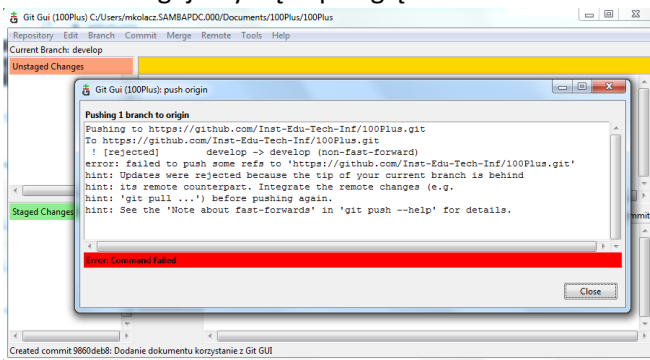 Git Gui (100Plus) C:/Users/mkolacz.SAMBAPDC.000/Documents/100Plus/100Plus
Repository Edit Branch Commit Merge Remote Tools Help
Current Branch: develop
Unstaged Changes
Git Gui (100Plus): push origin
Pushing 1 branch to origin
Pushing to https://github.com/Inst-Edu-Tech-Inf/100Plus.git
To https://github.com/Inst-Edu-Tech-Inf/100Plus.git
! [rejected] develop -> develop (non-fast-forward)
error: failed to push some refs to 'https://github.com/Inst-Edu-Tech-Inf/100Plus.git'
hint: Updates were rejected because the tip of your current branch is behind
hint: its remote counterpart. Integrate the remote changes (e.g.
hint: 'git pull ...') before pushing again.
hint: See the 'Note about fast-forwards' in 'git push --help' for details.
Staged Changes
mmit
Error: Command Failed
Close
Created commit 9860deb8: Dodanie dokumentu korzystanie z Git GUI